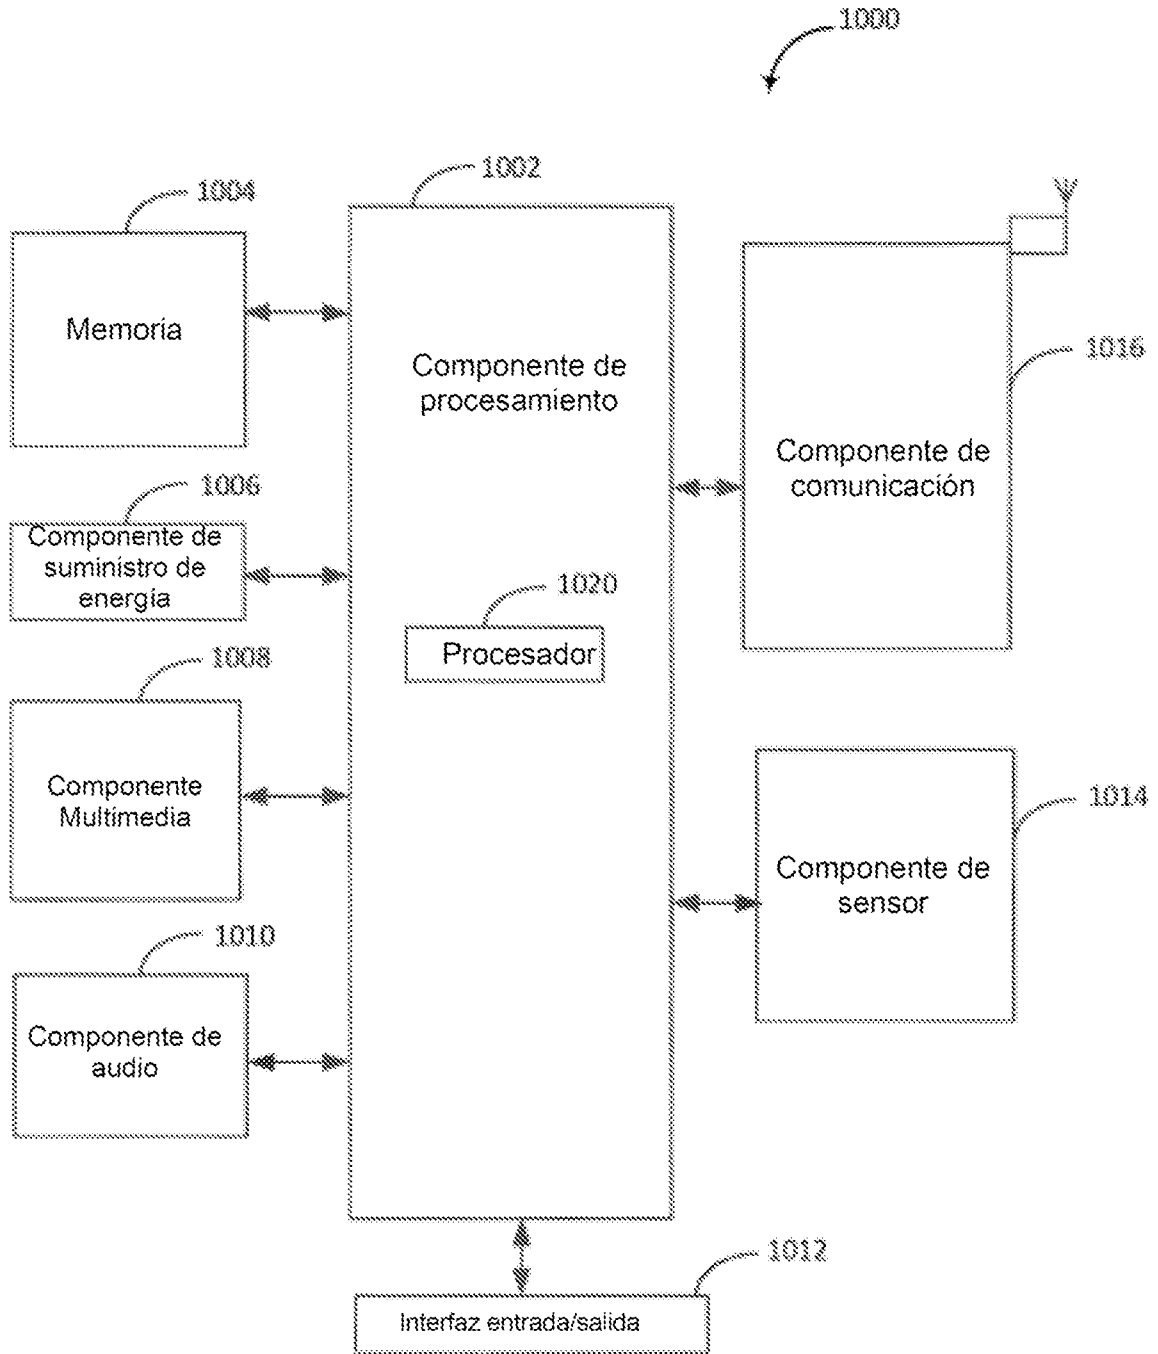 1000
1002
1004
Memoría
Componente de
procesamiento
1016
Componente de
comunicación
1006
Componente de
suministro de
energía
1020
Procesador
1008
Componente
Multimedia
1014
Componente de
sensor
1010
Componente de
audio
1012
Interfaz entrada/salida